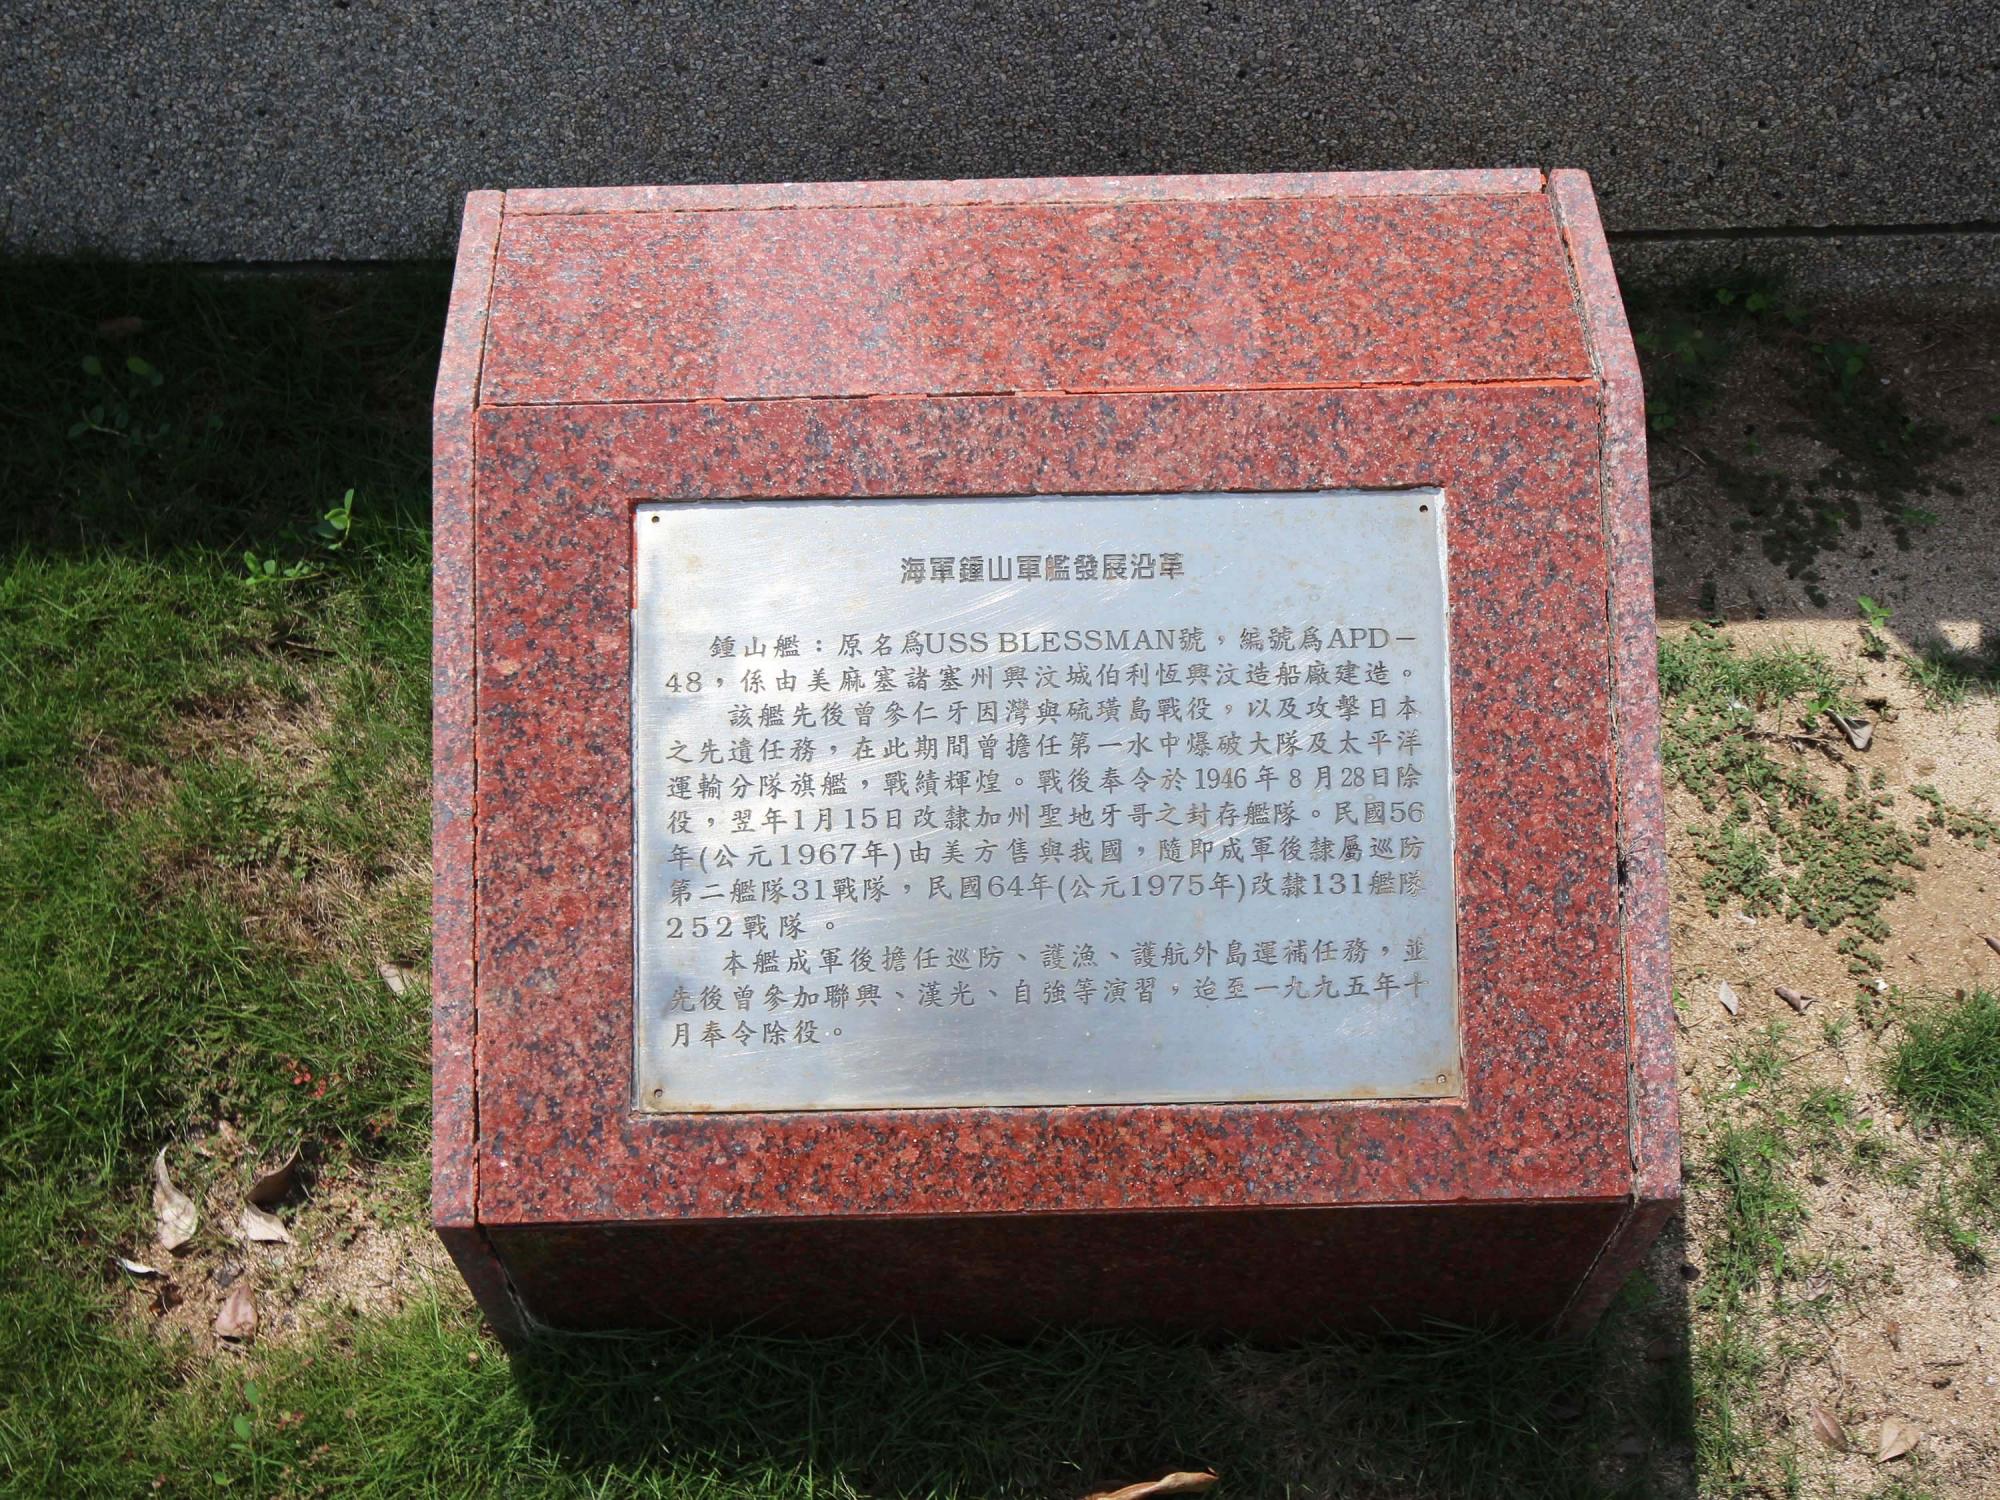 海軍鍾山軍艦發展沿革
鍾山艦：原名爲USS BLESSMAN號，編號爲APD－
48，係由美麻塞諸塞州興汶城伯利恆興汶造船廠建造。
該艦先後曾參仁牙因灣與硫璜島戰役，以及攻擊日本
之先遣任務，在此期間曾擔任第一水中爆破大隊及太平洋
運輸分隊旗艦，戰績輝煌。戰後奉令於1946年8月28日除
役，翌年1月15日改隸加州聖地牙哥之封存艦隊。民國56
年(公元1967年)由美方售與我國，隨即成軍後隸屬巡防
第二艦隊31戰隊，民國64年(公元1975年)改隸131艦隊
252戰隊。
本艦成軍後擔任巡防、護漁、護航外島運補任務，並
先後曾參加聯興、漢光、自強等演習，迨至一九九五年十
月奉令除役。